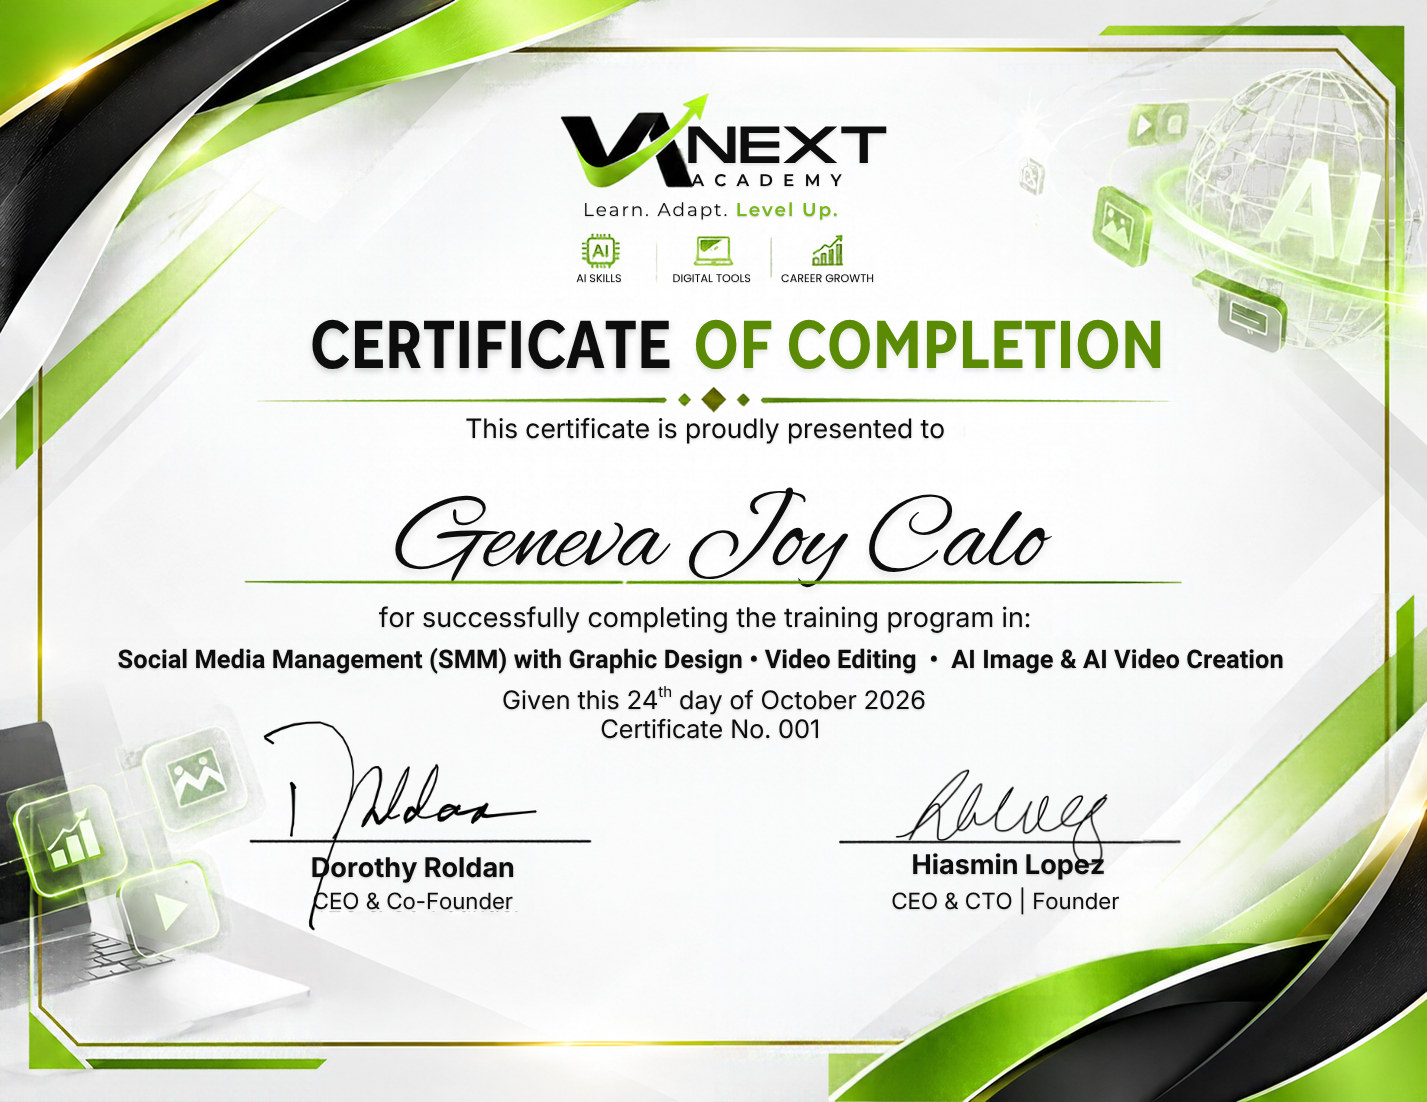 VA NEXT
ACADEMY
Learn. Adapt. Level Up.
AI
AI SKILLS
DIGITAL TOOLS
CAREER GROWTH
AI
CERTIFICATE OF COMPLETION
This certificate is proudly presented to
Geneva Joy Calo
for successfully completing the training program in:
Social Media Management (SMM) with Graphic Design • Video Editing • AI Image & AI Video Creation
Given this 24th day of October 2026
Certificate No. 001
Dorothy Roldan
CEO & Co-Founder
Hiasmin Lopez
CEO & CTO | Founder